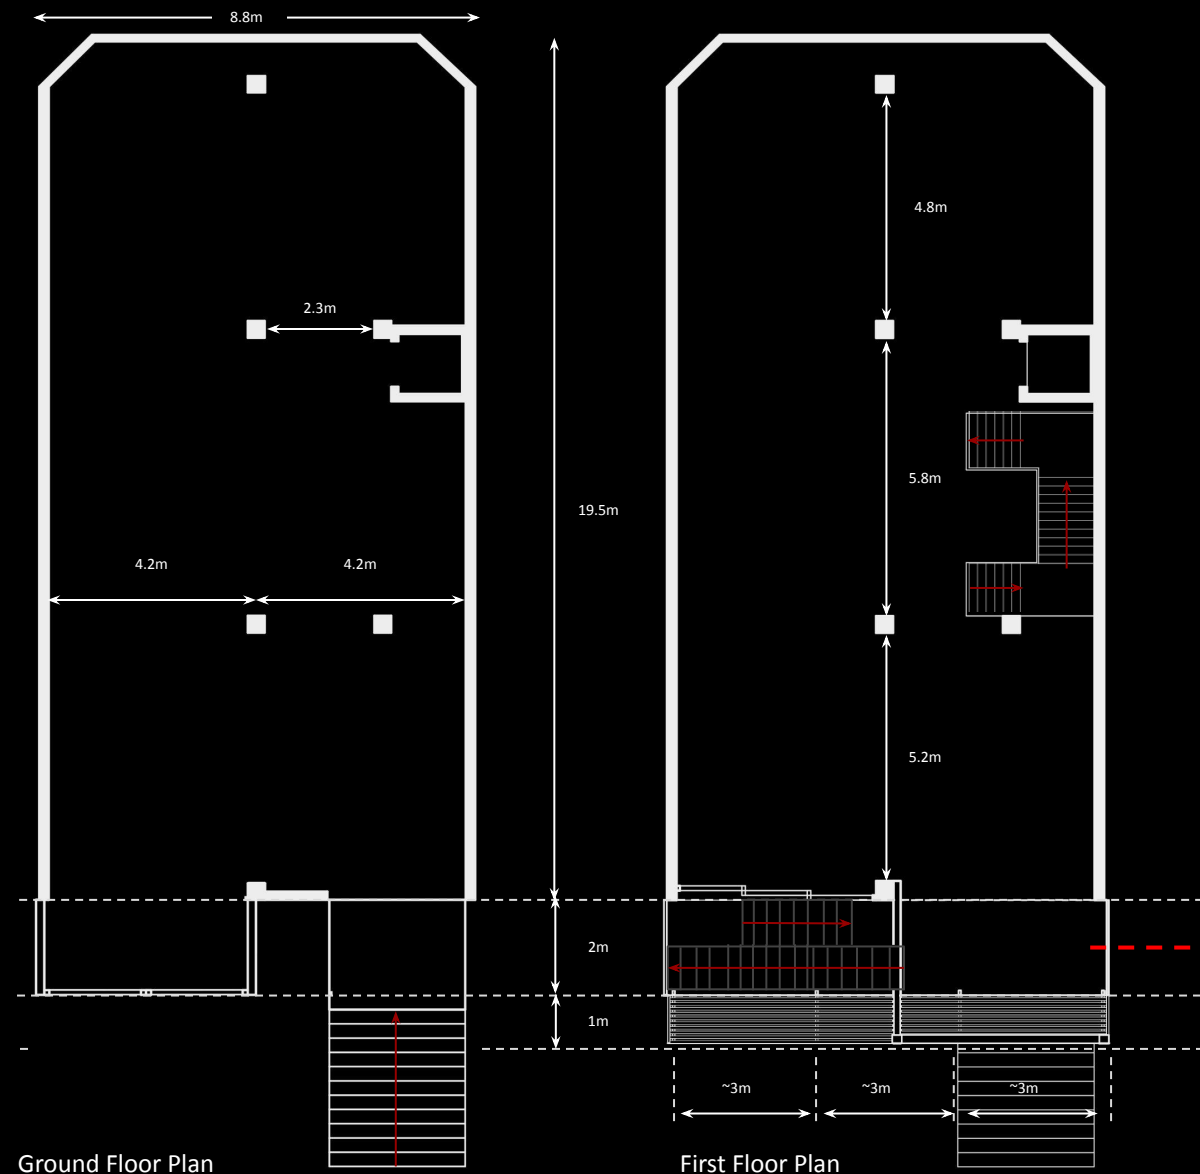 8.8m
4.8m
2.3m
5.8m
19.5m
4.2m
4.2m
5.2m
2m
1m
~3m
~3m
~3m
Ground Floor Plan
First Floor Plan